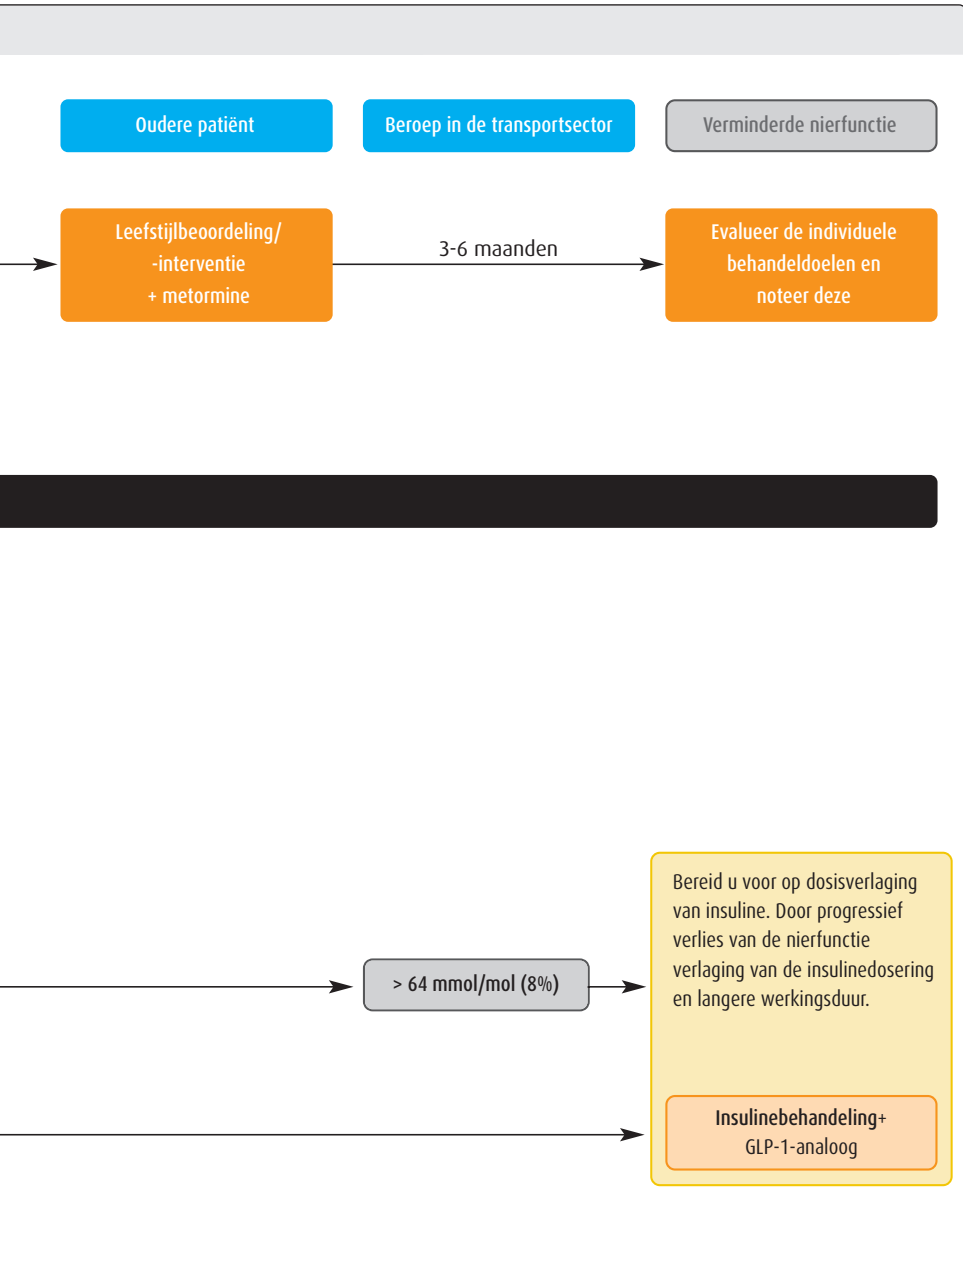 Oudere patiënt
Beroep in de transportsector
Verminderde nierfunctie
Leefstijlbeoordeling/
-interventie
+ metormine
3-6 maanden
Evalueer de individuele
behandeldoelen en
noteer deze
> 64 mmol/mol (8%)
Bereid u voor op dosisverlaging
van insuline. Door progressief
verlies van de nierfunctie
verlaging van de insulinedosering
en langere werkingsduur.
Insulinebehandeling+
GLP-1-analoog